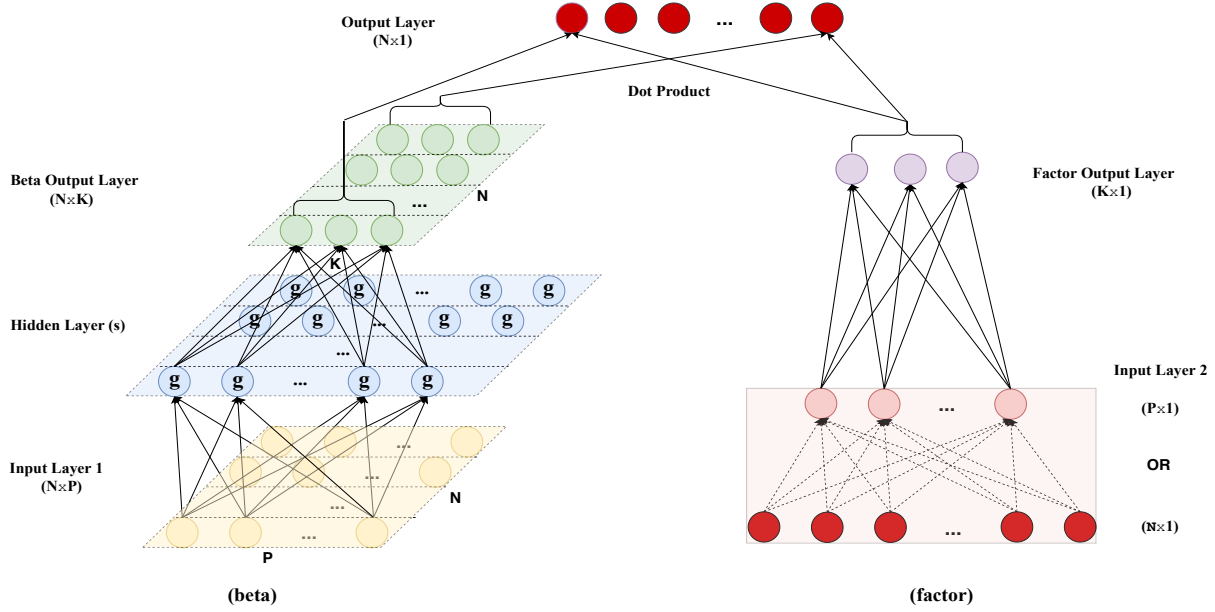 Output Layer
(N×1)
...
Dot Product
Beta Output Layer
(N×K)
...
N
K
Factor Output Layer
(K×1)
Hidden Layer (s)
g g ... g g
g g ... g g
...
g g ... g g
Input Layer 1
(N×P)
...
...
...
...
N
P
Input Layer 2
(P×1)
...
OR
(N×1)
...
(beta)
(factor)